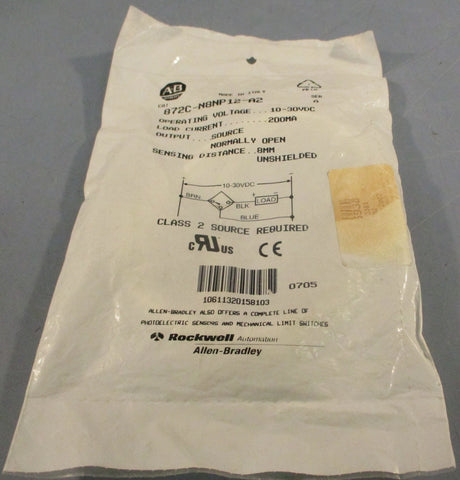 AB
MADE IN ITALY
CAT 872C-N8NP12-A2
SER A
OPERATING VOLTAGE...10-30VDC
LOAD CURRENT........200MA
OUTPUT...SOURCE
NORMALLY OPEN
SENSING DISTANCE..8MM
UNSHIELDED
10-30VDC
BRN
BLK
+ -
LOAD
BLUE
CLASS 2 SOURCE REQUIRED
c RU US CE
0705
10611320158103
ALLEN-BRADLEY ALSO OFFERS A COMPLETE LINE OF
PHOTOELECTRIC SENSORS AND MECHANICAL LIMIT SWITCHES
Rockwell Automation
Allen-Bradley